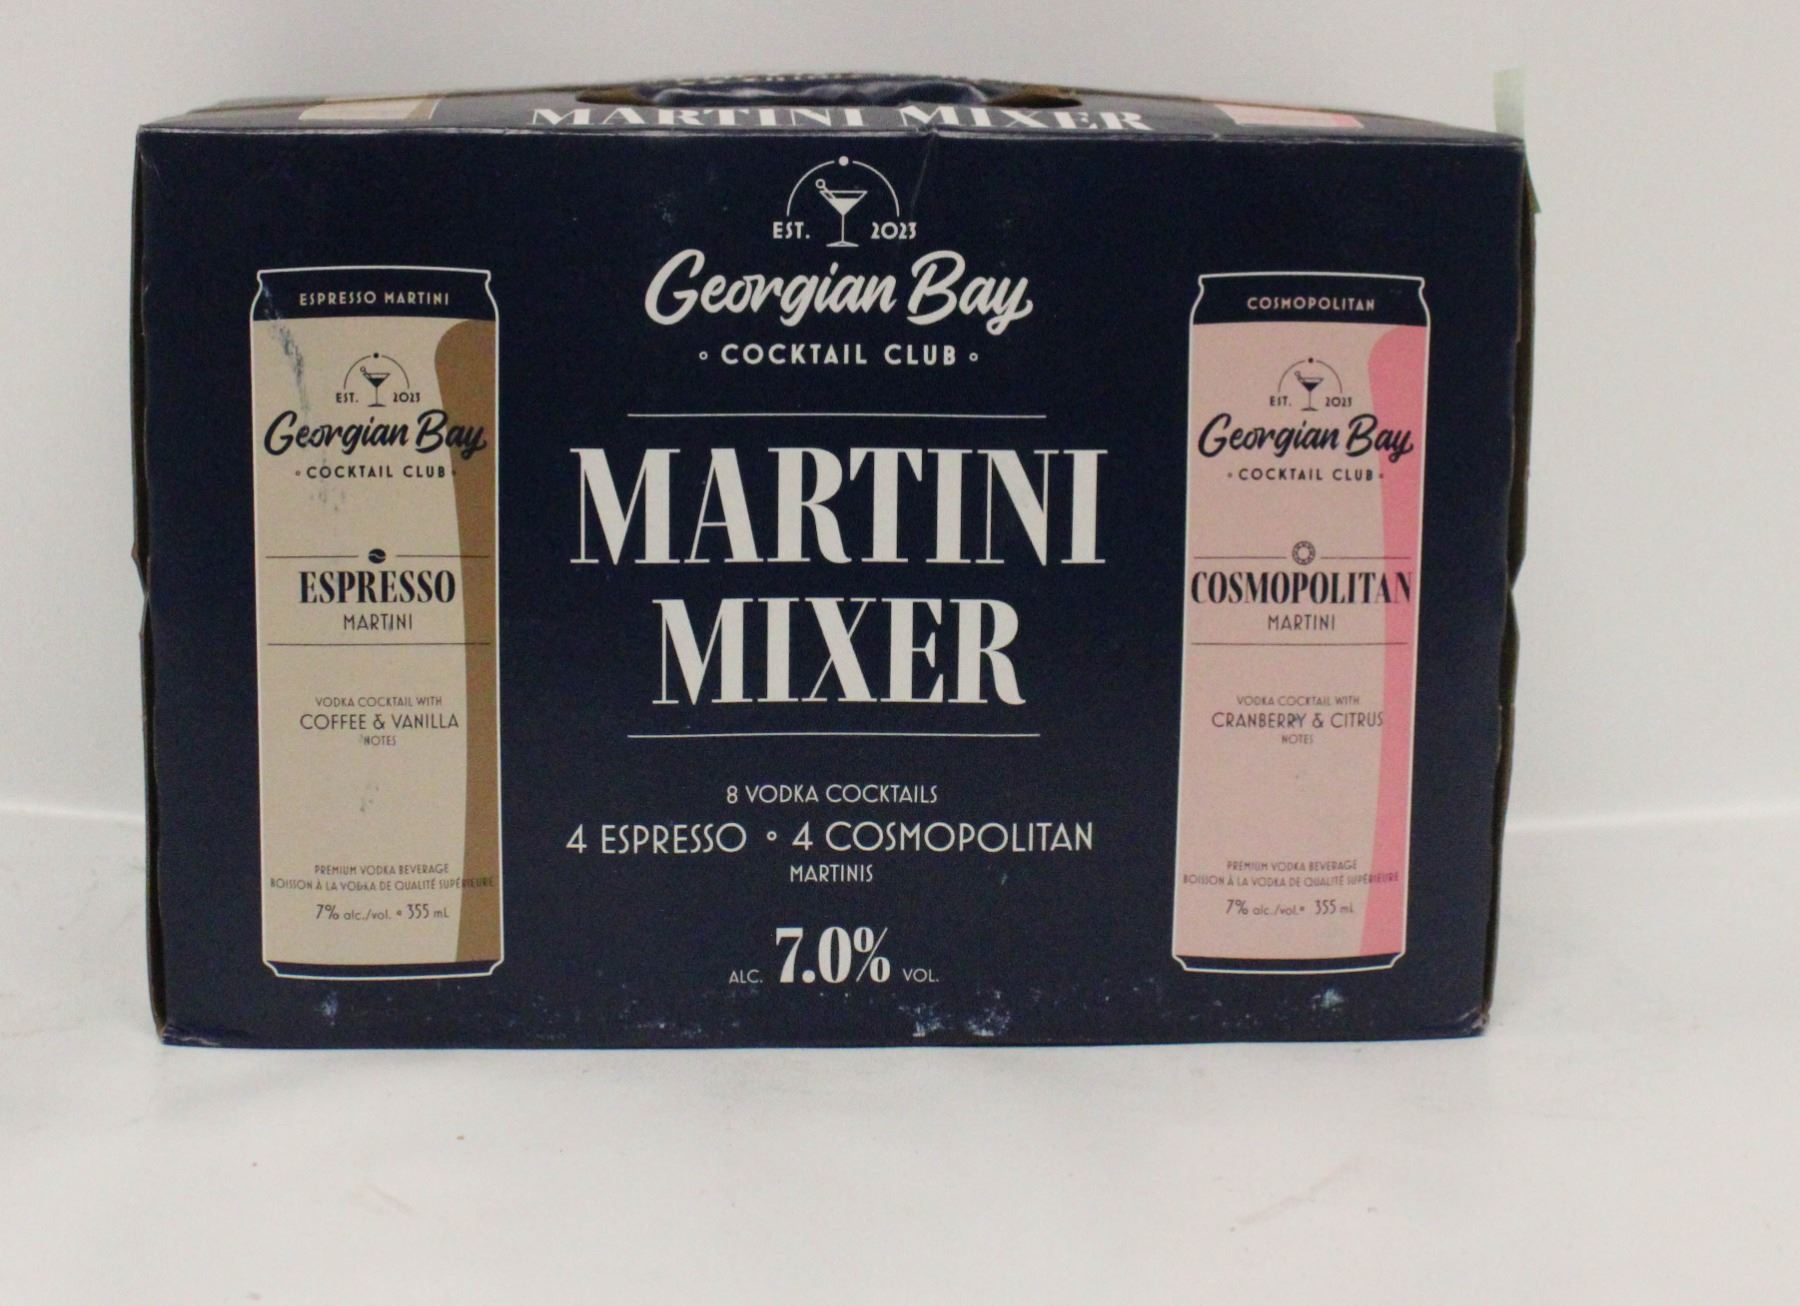 MARTINI MIXER
EST. 2023
Georgian Bay
COCKTAIL CLUB
MARTINI
MIXER
8 VODKA COCKTAILS
4 ESPRESSO • 4 COSMOPOLITAN
MARTINIS
ALC. 7.0% VOL.
ESPRESSO MARTINI
EST. 2023
Georgian Bay
COCKTAIL CLUB
ESPRESSO
MARTINI
VODKA COCKTAIL WITH
COFFEE & VANILLA
NOTES
PREMIUM VODKA BEVERAGE
BOISSON À LA VODKA DE QUALITÉ SUPÉRIEURE
7% alc./vol. • 355 mL
COSMOPOLITAN
EST. 2023
Georgian Bay
COCKTAIL CLUB
COSMOPOLITAN
MARTINI
VODKA COCKTAIL WITH
CRANBERRY & CITRUS
NOTES
PREMIUM VODKA BEVERAGE
BOISSON À LA VODKA DE QUALITÉ SUPÉRIEURE
7% alc./vol. • 355 mL